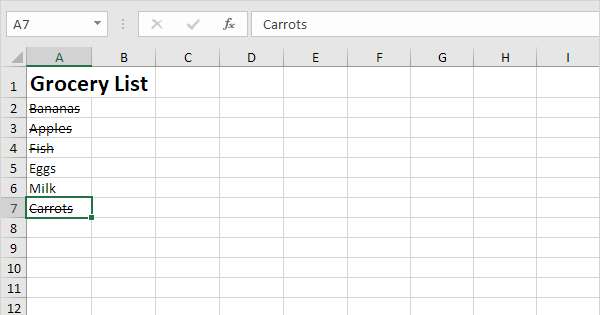 A7 fx Carrots
A B C D E F G H I
1 Grocery List
2 Bananas
3 Apples
4 Fish
5 Eggs
6 Milk
7 Carrots
8
9
10
11
12